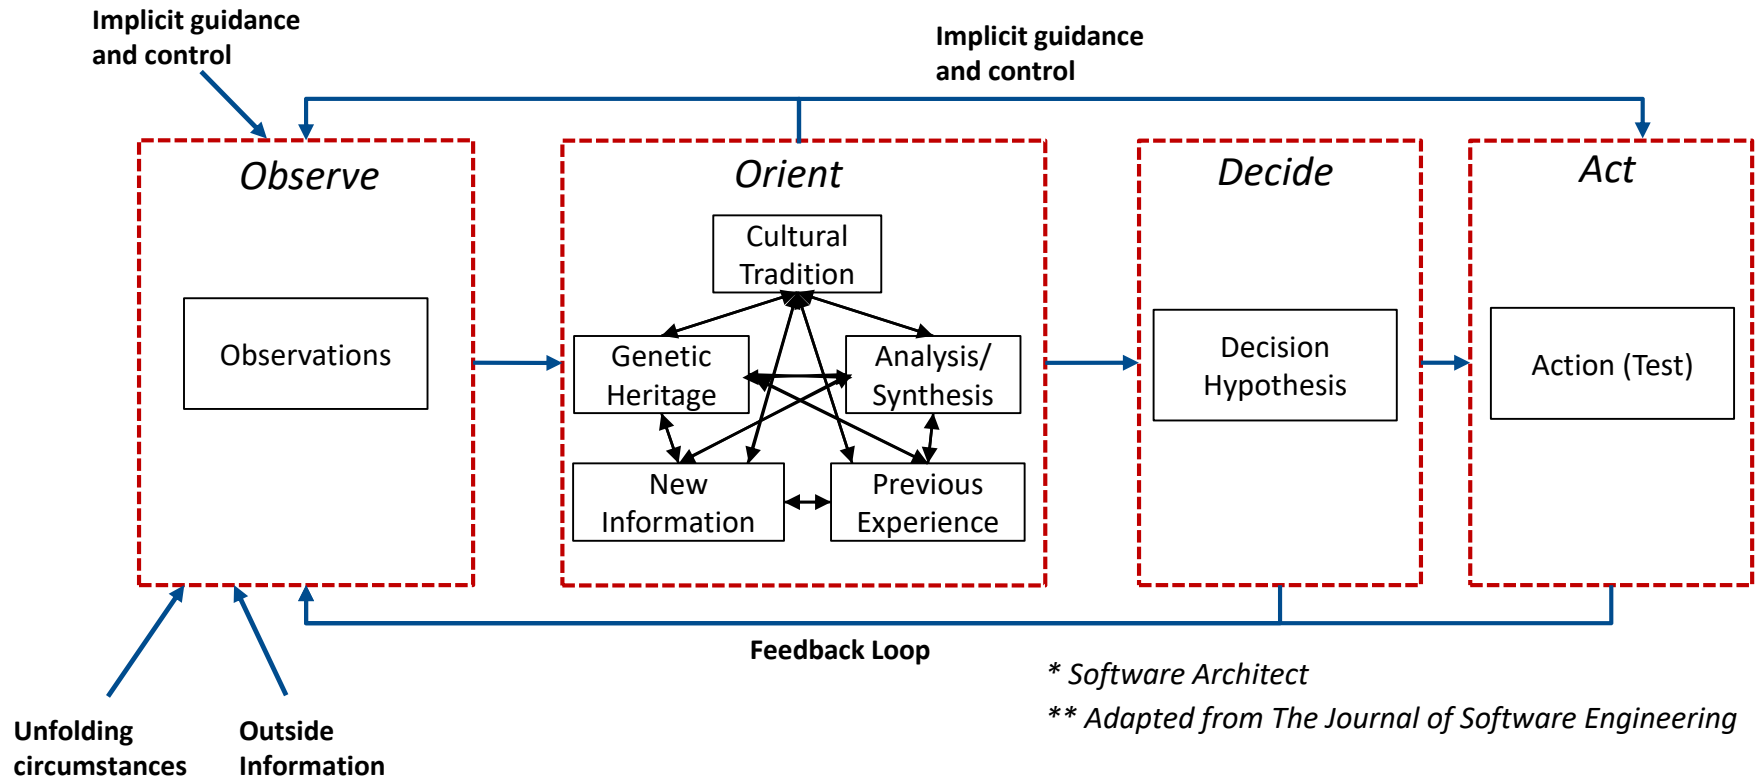 Implicit guidance
and control
Implicit guidance
and control
Observe
Orient
Decide
Act
Cultural
Tradition
Observations
Genetic
Heritage
Analysis/
Synthesis
Decision
Hypothesis
Action (Test)
New
Information
Previous
Experience
Feedback Loop
* Software Architect
** Adapted from The Journal of Software Engineering
Unfolding
circumstances
Outside
Information